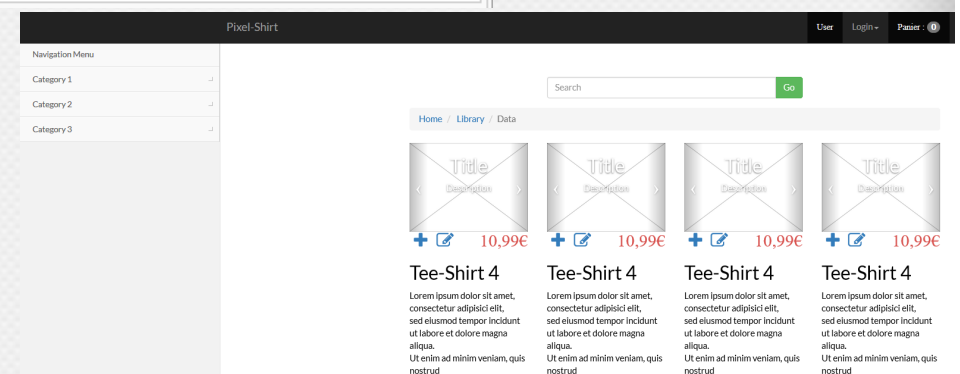 Pixel-Shirt
User
Login
Panier : 0
Navigation Menu
Category 1
Category 2
Category 3
Search
Go
Home / Library / Data
Title
Description
10,99€
Tee-Shirt 4
Lorem ipsum dolor sit amet,
consectetur adipisici elit,
sed eiusmod tempor incidunt
ut labore et dolore magna
aliqua.
Ut enim ad minim veniam, quis
nostrud
Title
Description
10,99€
Tee-Shirt 4
Lorem ipsum dolor sit amet,
consectetur adipisici elit,
sed eiusmod tempor incidunt
ut labore et dolore magna
aliqua.
Ut enim ad minim veniam, quis
nostrud
Title
Description
10,99€
Tee-Shirt 4
Lorem ipsum dolor sit amet,
consectetur adipisici elit,
sed eiusmod tempor incidunt
ut labore et dolore magna
aliqua.
Ut enim ad minim veniam, quis
nostrud
Title
Description
10,99€
Tee-Shirt 4
Lorem ipsum dolor sit amet,
consectetur adipisici elit,
sed eiusmod tempor incidunt
ut labore et dolore magna
aliqua.
Ut enim ad minim veniam, quis
nostrud